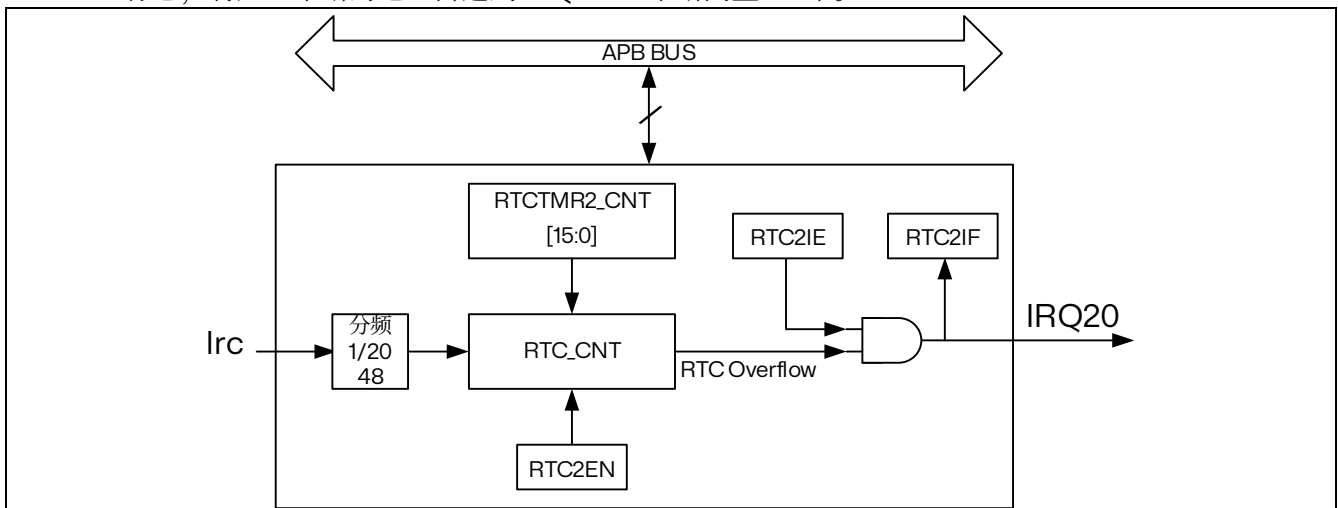 APB BUS
RTCTMR2_CNT
[15:0]
RTC2IE
RTC2IF
IRQ20
lrc
分频
1/20
48
RTC_CNT
RTC Overflow
RTC2EN